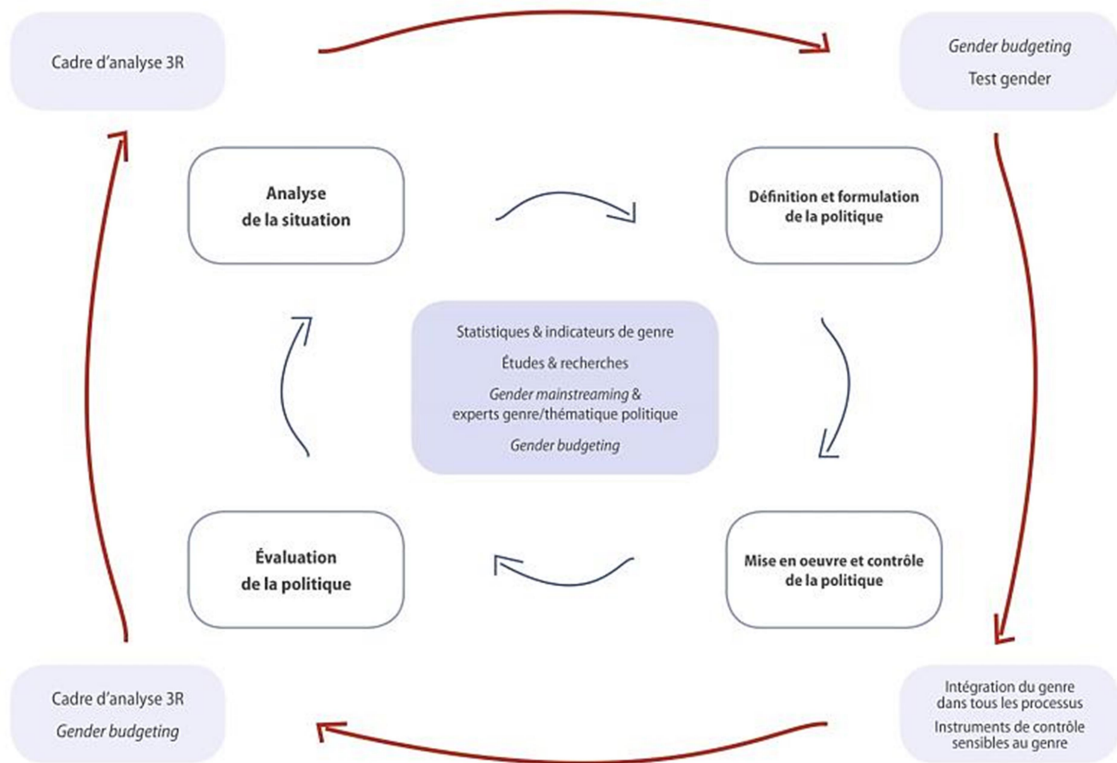 Cadre d'analyse 3R
Gender budgeting
Test gender
Analyse
de la situation
Définition et formulation
de la politique
Statistiques & indicateurs de genre
Études & recherches
Gender mainstreaming &
experts genre/thématique politique
Gender budgeting
Évaluation
de la politique
Mise en oeuvre et contrôle
de la politique
Cadre d'analyse 3R
Gender budgeting
Intégration du genre
dans tous les processus
Instruments de contrôle
sensibles au genre